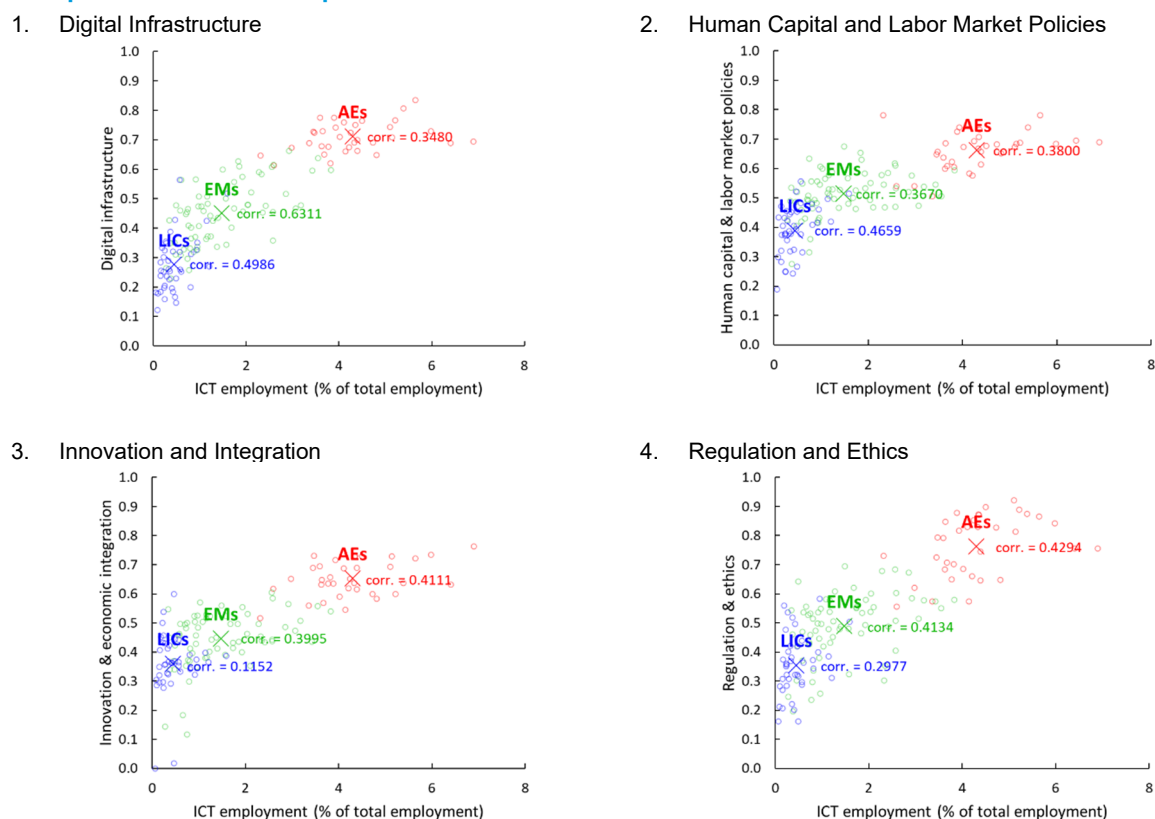 1. Digital Infrastructure
1.0
0.9
0.8
0.7
0.6
0.5
0.4
0.3
0.2
0.1
0.0
Digital infrastructure
AEs
corr. = 0.3480
EMs
corr. = 0.6311
LICs
corr. = 0.4986
0 2 4 6 8
ICT employment (% of total employment)
2. Human Capital and Labor Market Policies
1.0
0.9
0.8
0.7
0.6
0.5
0.4
0.3
0.2
0.1
0.0
Human capital & labor market policies
AEs
corr. = 0.3800
EMs
corr. = 0.3670
LICs
corr. = 0.4659
0 2 4 6 8
ICT employment (% of total employment)
3. Innovation and Integration
1.0
0.9
0.8
0.7
0.6
0.5
0.4
0.3
0.2
0.1
0.0
Innovation & economic integration
AEs
corr. = 0.4111
EMs
corr. = 0.3995
LICs
corr. = 0.1152
0 2 4 6 8
ICT employment (% of total employment)
4. Regulation and Ethics
1.0
0.9
0.8
0.7
0.6
0.5
0.4
0.3
0.2
0.1
0.0
Regulation & ethics
AEs
corr. = 0.4294
EMs
corr. = 0.4134
LICs
corr. = 0.2977
0 2 4 6 8
ICT employment (% of total employment)